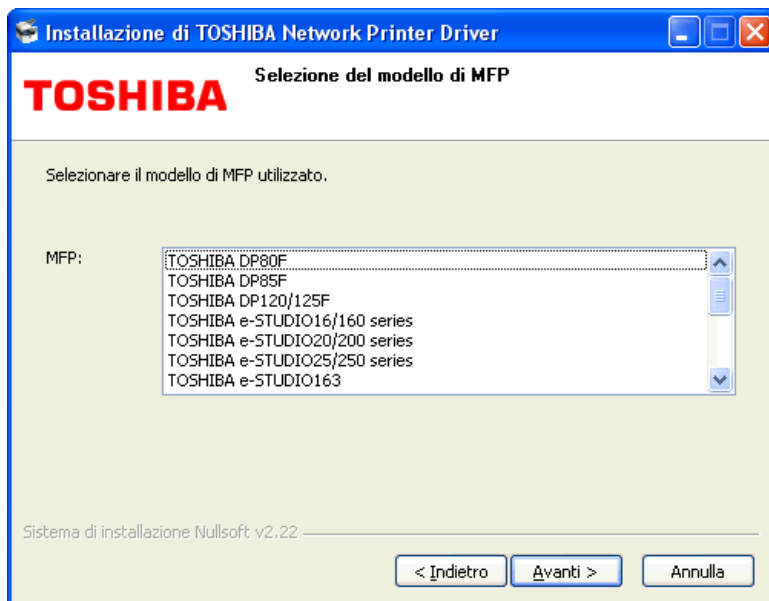 Installazione di TOSHIBA Network Printer Driver
TOSHIBA
Selezione del modello di MFP
Selezionare il modello di MFP utilizzato.
MFP:
TOSHIBA DP80F
TOSHIBA DP85F
TOSHIBA DP120/125F
TOSHIBA e-STUDIO16/160 series
TOSHIBA e-STUDIO20/200 series
TOSHIBA e-STUDIO25/250 series
TOSHIBA e-STUDIO163
Sistema di installazione Nullsoft v2.22
< Indietro
Avanti >
Annulla